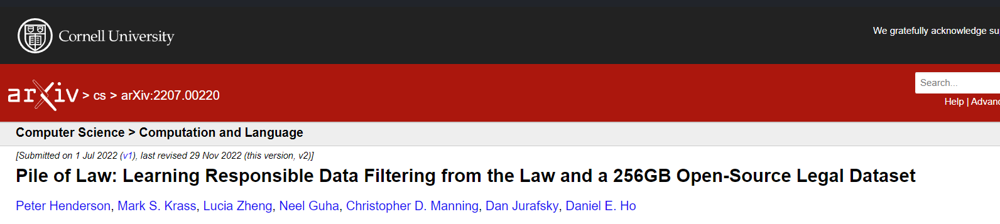 Cornell University
We gratefully acknowledge su
arXiv > cs > arXiv:2207.00220
Search...
Help | Advanc
Computer Science > Computation and Language
[Submitted on 1 Jul 2022 (v1), last revised 29 Nov 2022 (this version, v2)]
Pile of Law: Learning Responsible Data Filtering from the Law and a 256GB Open-Source Legal Dataset
Peter Henderson, Mark S. Krass, Lucia Zheng, Neel Guha, Christopher D. Manning, Dan Jurafsky, Daniel E. Ho